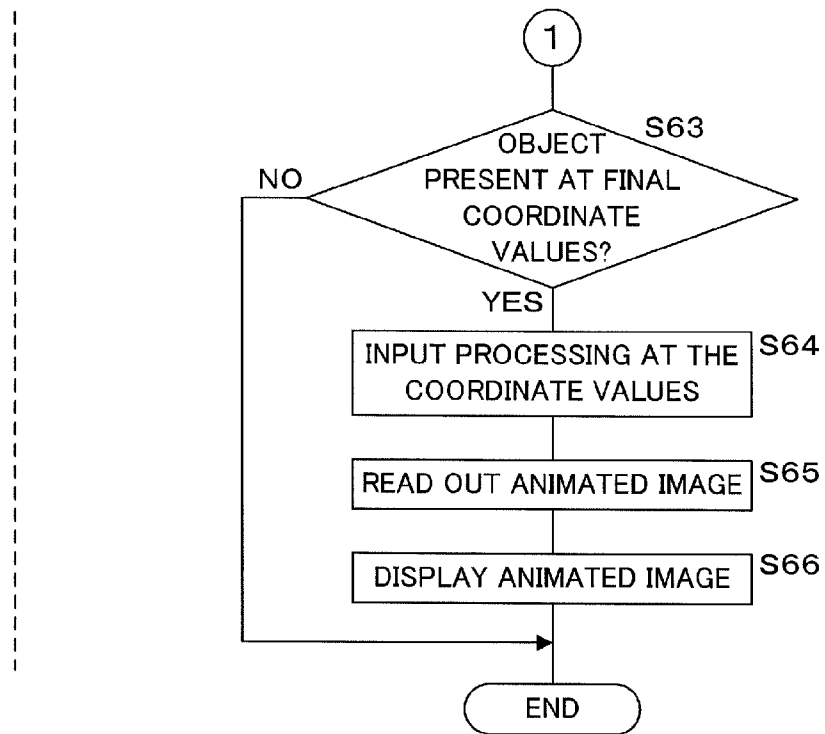 1
S63
OBJECT
PRESENT AT FINAL
COORDINATE
VALUES?
NO
YES
S64
INPUT PROCESSING AT THE
COORDINATE VALUES
READ OUT ANIMATED IMAGE
S65
DISPLAY ANIMATED IMAGE
S66
END